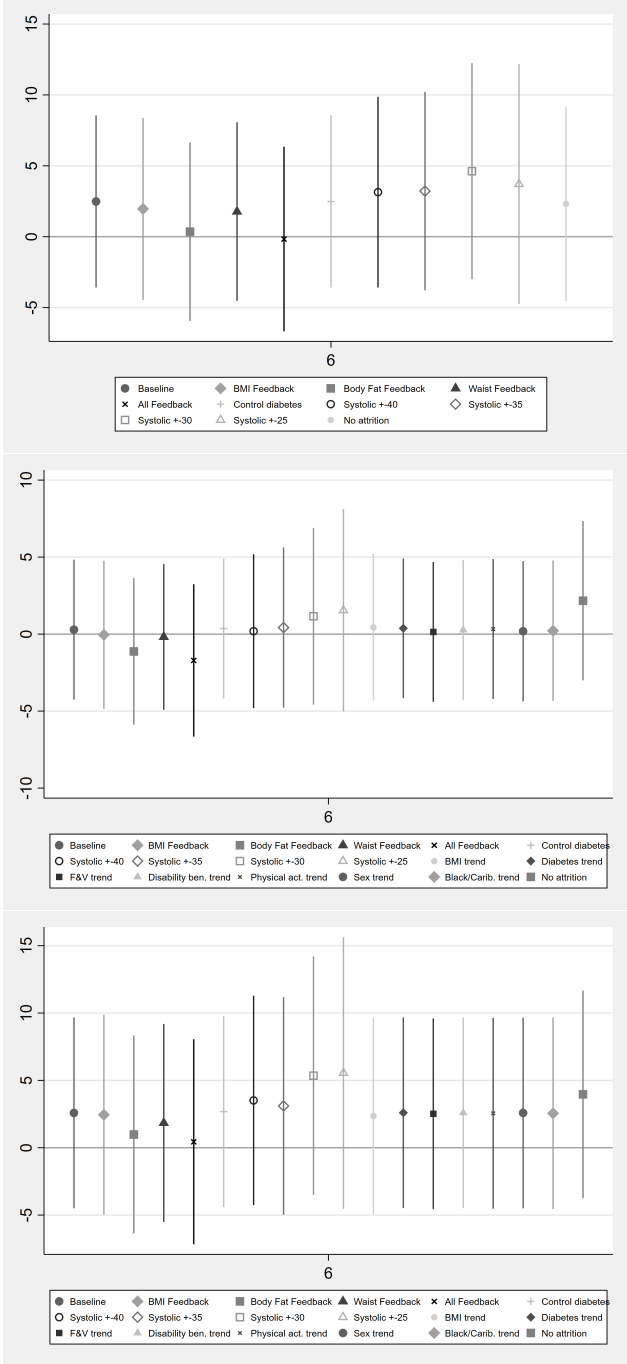 15
10
5
0
-5
6
Baseline BMI Feedback Body Fat Feedback Waist Feedback
All Feedback Control diabetes Systolic +-40 Systolic +-35
Systolic +-30 Systolic +-25 No attrition
10
5
0
-5
-10
6
Baseline BMI Feedback Body Fat Feedback Waist Feedback All Feedback Control diabetes
Systolic +-40 Systolic +-35 Systolic +-30 Systolic +-25 BMI trend Diabetes trend
F&V trend Disability ben. trend Physical act. trend Sex trend Black/Carib. trend No attrition
15
10
5
0
-5
6
Baseline BMI Feedback Body Fat Feedback Waist Feedback All Feedback Control diabetes
Systolic +-40 Systolic +-35 Systolic +-30 Systolic +-25 BMI trend Diabetes trend
F&V trend Disability ben. trend Physical act. trend Sex trend Black/Carib. trend No attrition